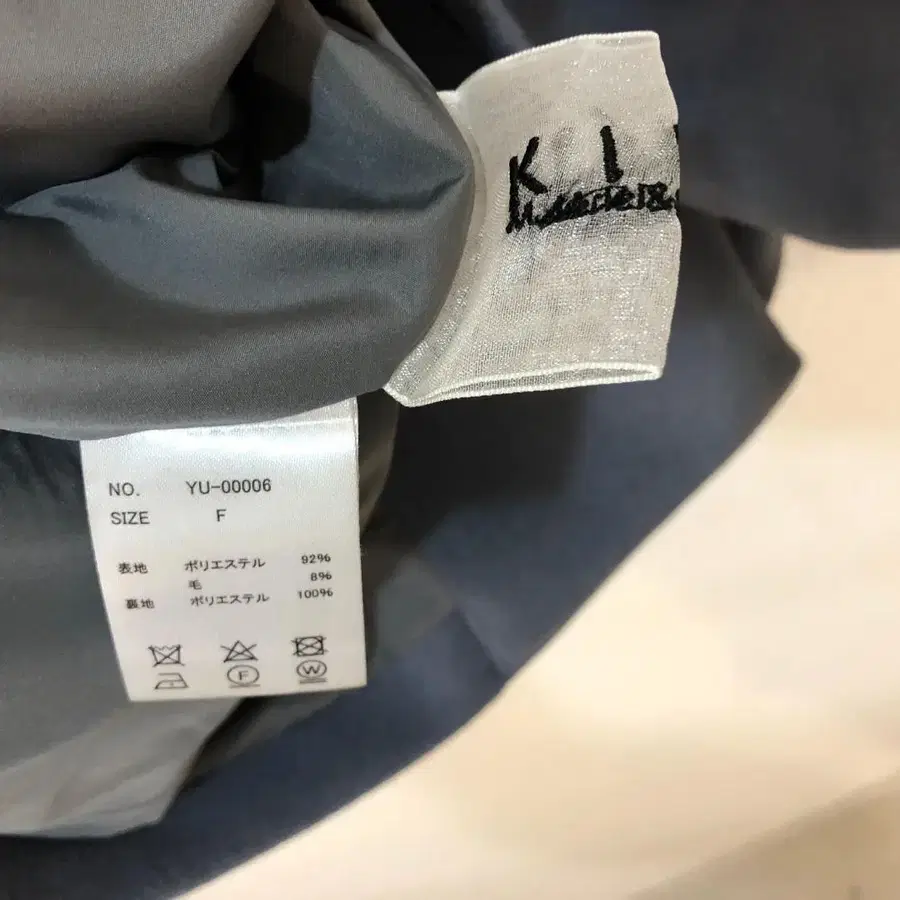 K I
NO. YU-00006
SIZE F
表地 ポリエステル 92%
毛 8%
裏地 ポリエステル 100%
F W